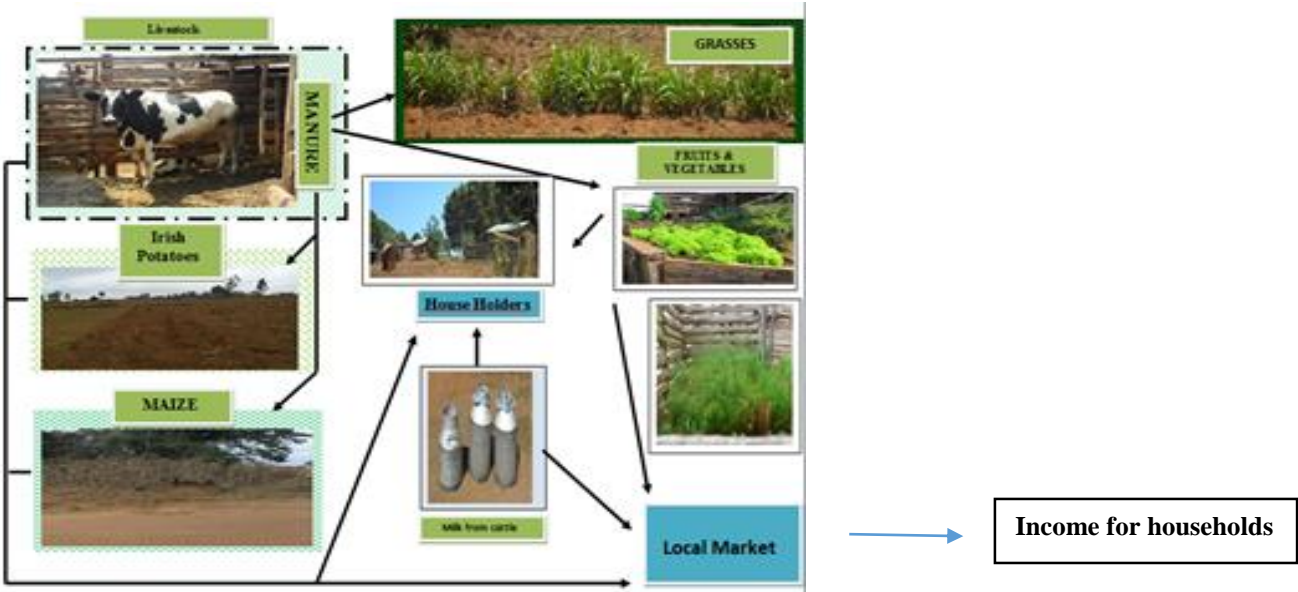 Livestock
GRASSES
MANURE
FRUITS &
VEGETABLES
Irish
Potatoes
House Holders
MAIZE
Milk from cattle
Local Market
Income for households